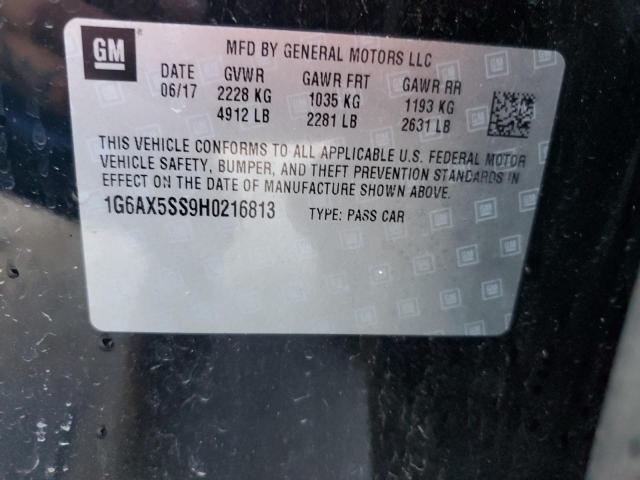 GM
MFD BY GENERAL MOTORS LLC
DATE GVWR GAWR FRT GAWR RR
06/17 2228 KG 1035 KG 1193 KG
4912 LB 2281 LB 2631 LB
THIS VEHICLE CONFORMS TO ALL APPLICABLE U.S. FEDERAL MOTOR
VEHICLE SAFETY, BUMPER, AND THEFT PREVENTION STANDARDS IN
EFFECT ON THE DATE OF MANUFACTURE SHOWN ABOVE.
1G6AX5SS9H0216813 TYPE: PASS CAR